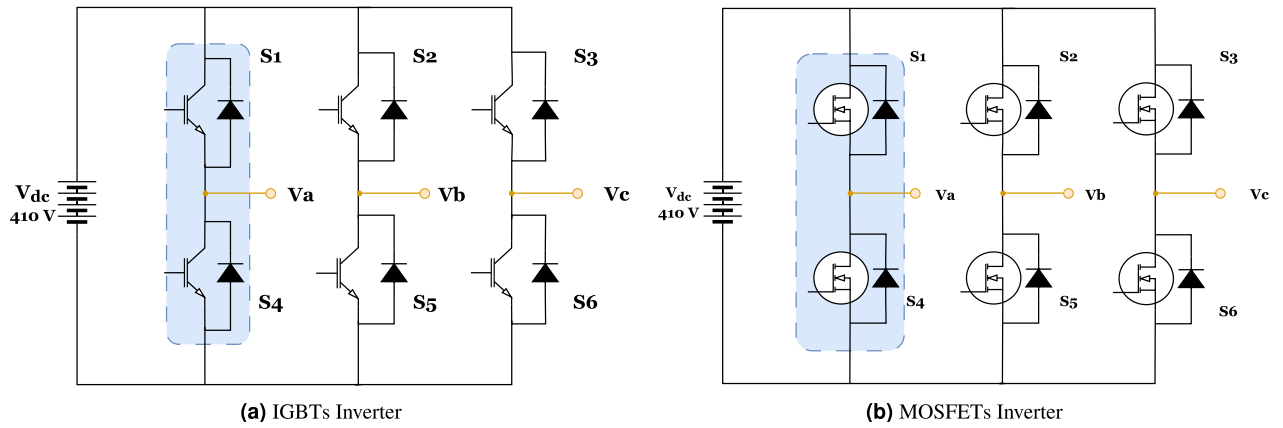 S1
S2
S3
Vdc
410 V
Va
Vb
Vc
S4
S5
S6
(a) IGBTs Inverter
S1
S2
S3
Vdc
410 V
Va
Vb
Vc
S4
S5
S6
(b) MOSFETs Inverter